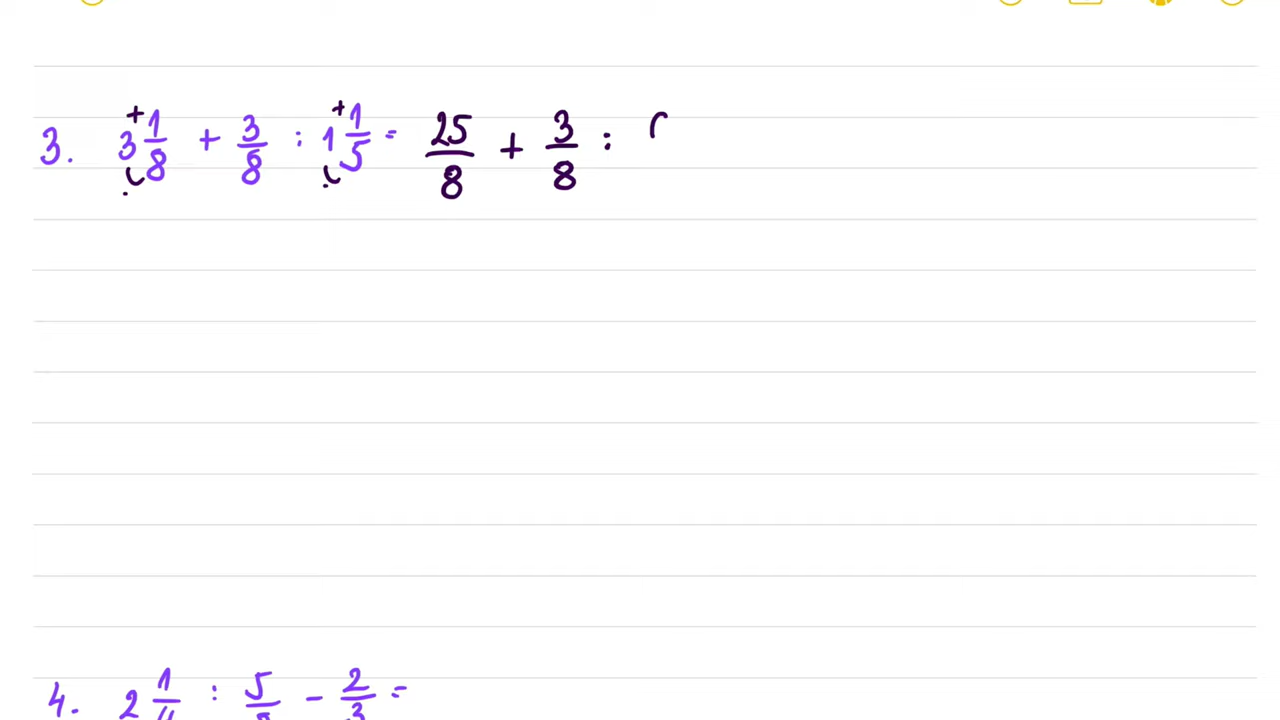 3. 3 1/8 + 3/8 : 1 1/5 = 25/8 + 3/8 :
4. 2 1/4 : 5/8 - 2/3 =